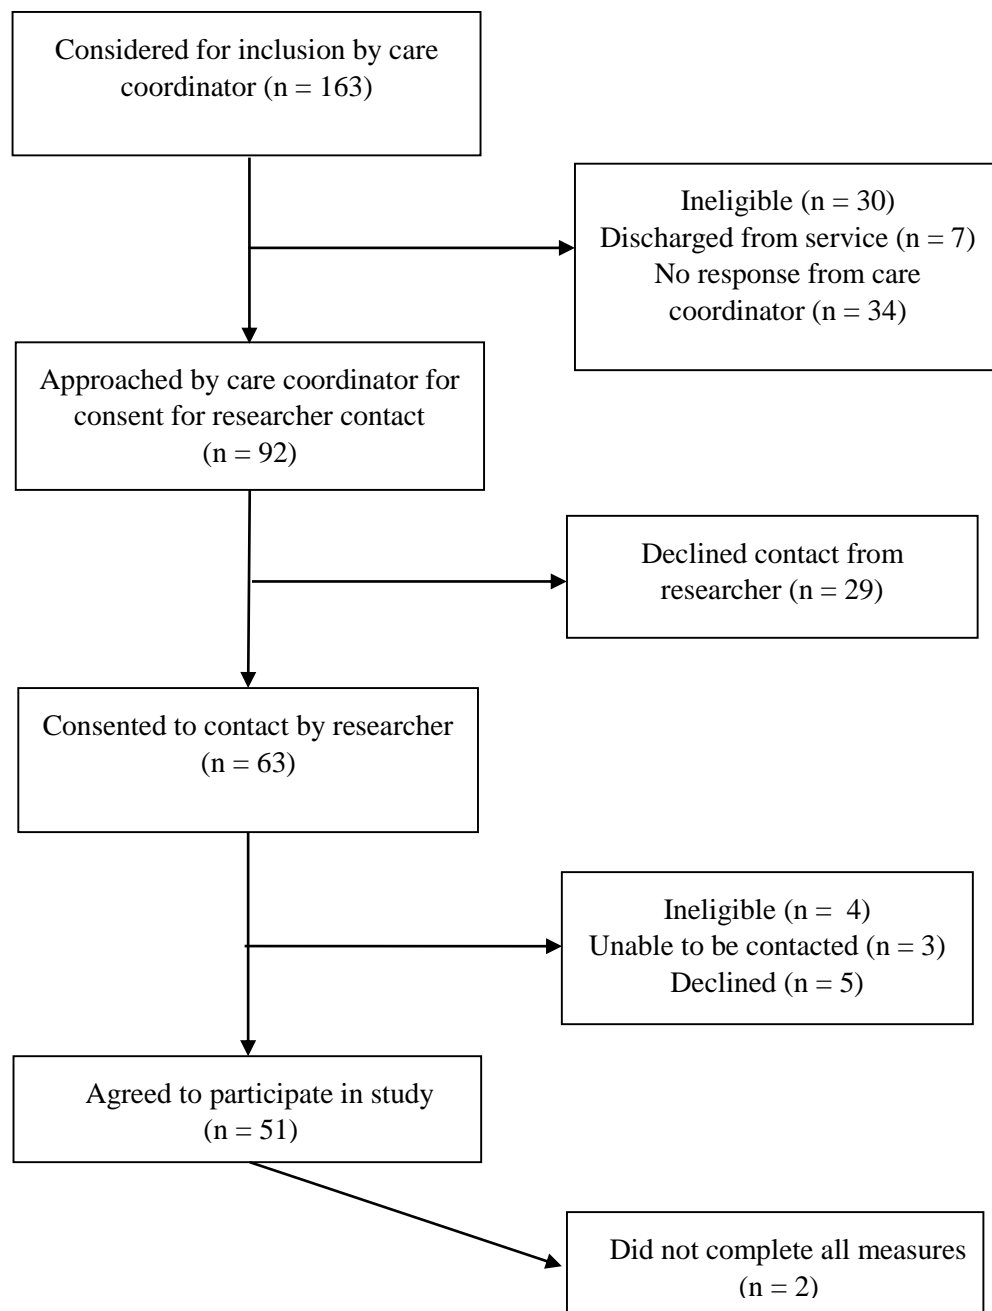 Considered for inclusion by care
coordinator (n = 163)
Ineligible (n = 30)
Discharged from service (n = 7)
No response from care
coordinator (n = 34)
Approached by care coordinator for
consent for researcher contact
(n = 92)
Declined contact from
researcher (n = 29)
Consented to contact by researcher
(n = 63)
Ineligible (n =  4)
Unable to be contacted (n = 3)
Declined (n = 5)
Agreed to participate in study
(n = 51)
Did not complete all measures
(n = 2)